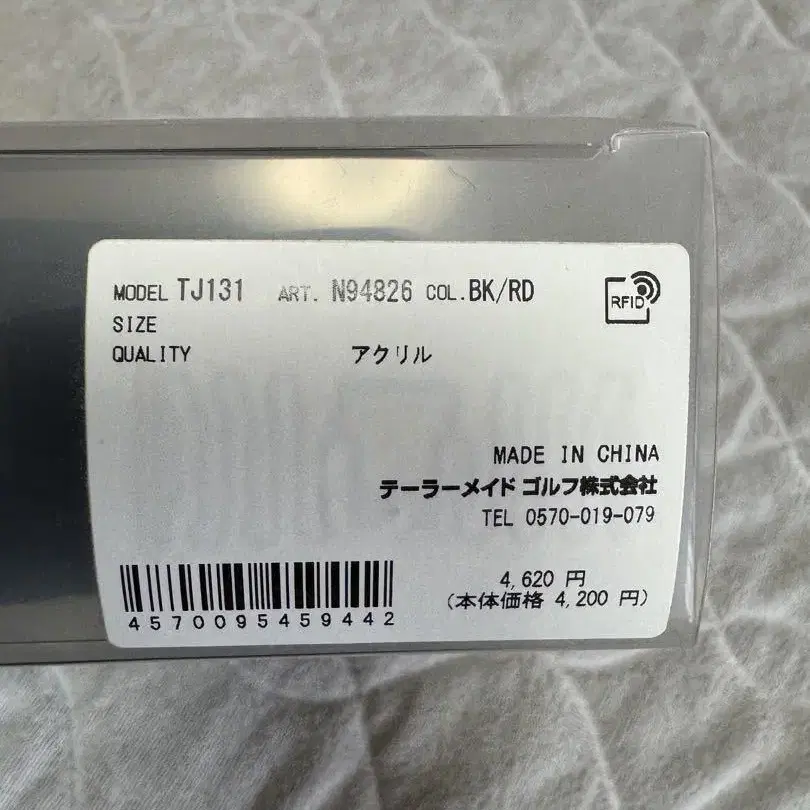 MODEL TJ131 ART. N94826 COL.BK/RD
RFID
SIZE
QUALITY アクリル
MADE IN CHINA
テーラーメイド ゴルフ株式会社
TEL 0570-019-079
4,620 円
(本体価格 4,200 円)
4570095459442